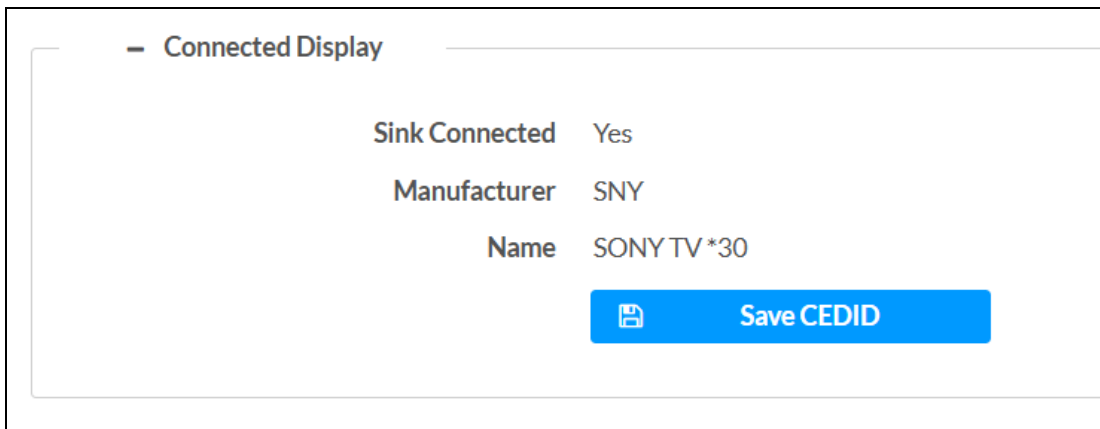 – Connected Display
Sink Connected Yes
Manufacturer SNY
Name SONY TV *30
Save CEDID